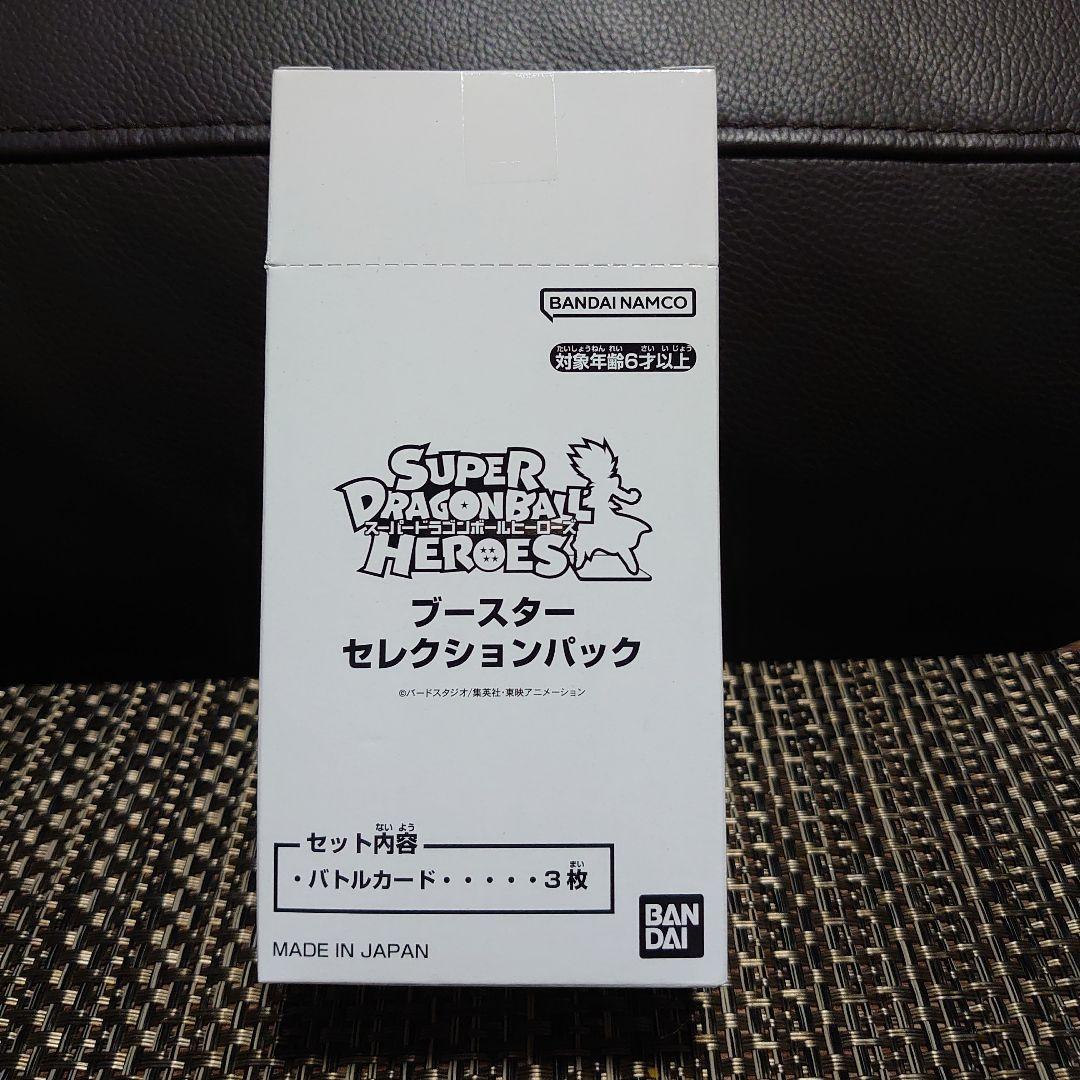 BANDAI NAMCO
たいしょうねんれい さい いじょう
対象年齢6才以上
SUPER
DRAGONBALL
スーパードラゴンボールヒーローズ
HEROES
ブースター
セレクションパック
©バードスタジオ/集英社・東映アニメーション
ないよう
セット内容
まい
・バトルカード・・・・・3枚
BAN
DAI
MADE IN JAPAN